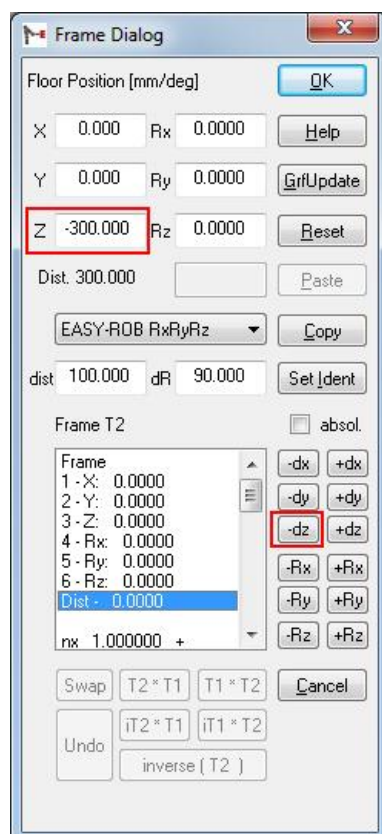 Frame Dialog
x
Floor Position [mm/deg] OK
X 0.000 Rx 0.0000 Help
Y 0.000 Ry 0.0000 GrfUpdate
Z -300.000 Rz 0.0000 Reset
Dist. 300.000 Paste
EASY-ROB RxRyRz Copy
dist 100.000 dR 90.000 Set Ident
Frame T2 absol.
Frame -dx +dx
1 - X: 0.0000
2 - Y: 0.0000 -dy +dy
3 - Z: 0.0000
4 - Rx: 0.0000 -dz +dz
5 - Ry: 0.0000
6 - Rz: 0.0000 -Rx +Rx
Dist - 0.0000 -Ry +Ry
nx 1.000000 + -Rz +Rz
Swap T2 * T1 T1 * T2 Cancel
Undo iT2 * T1 iT1 * T2
inverse ( T2 )